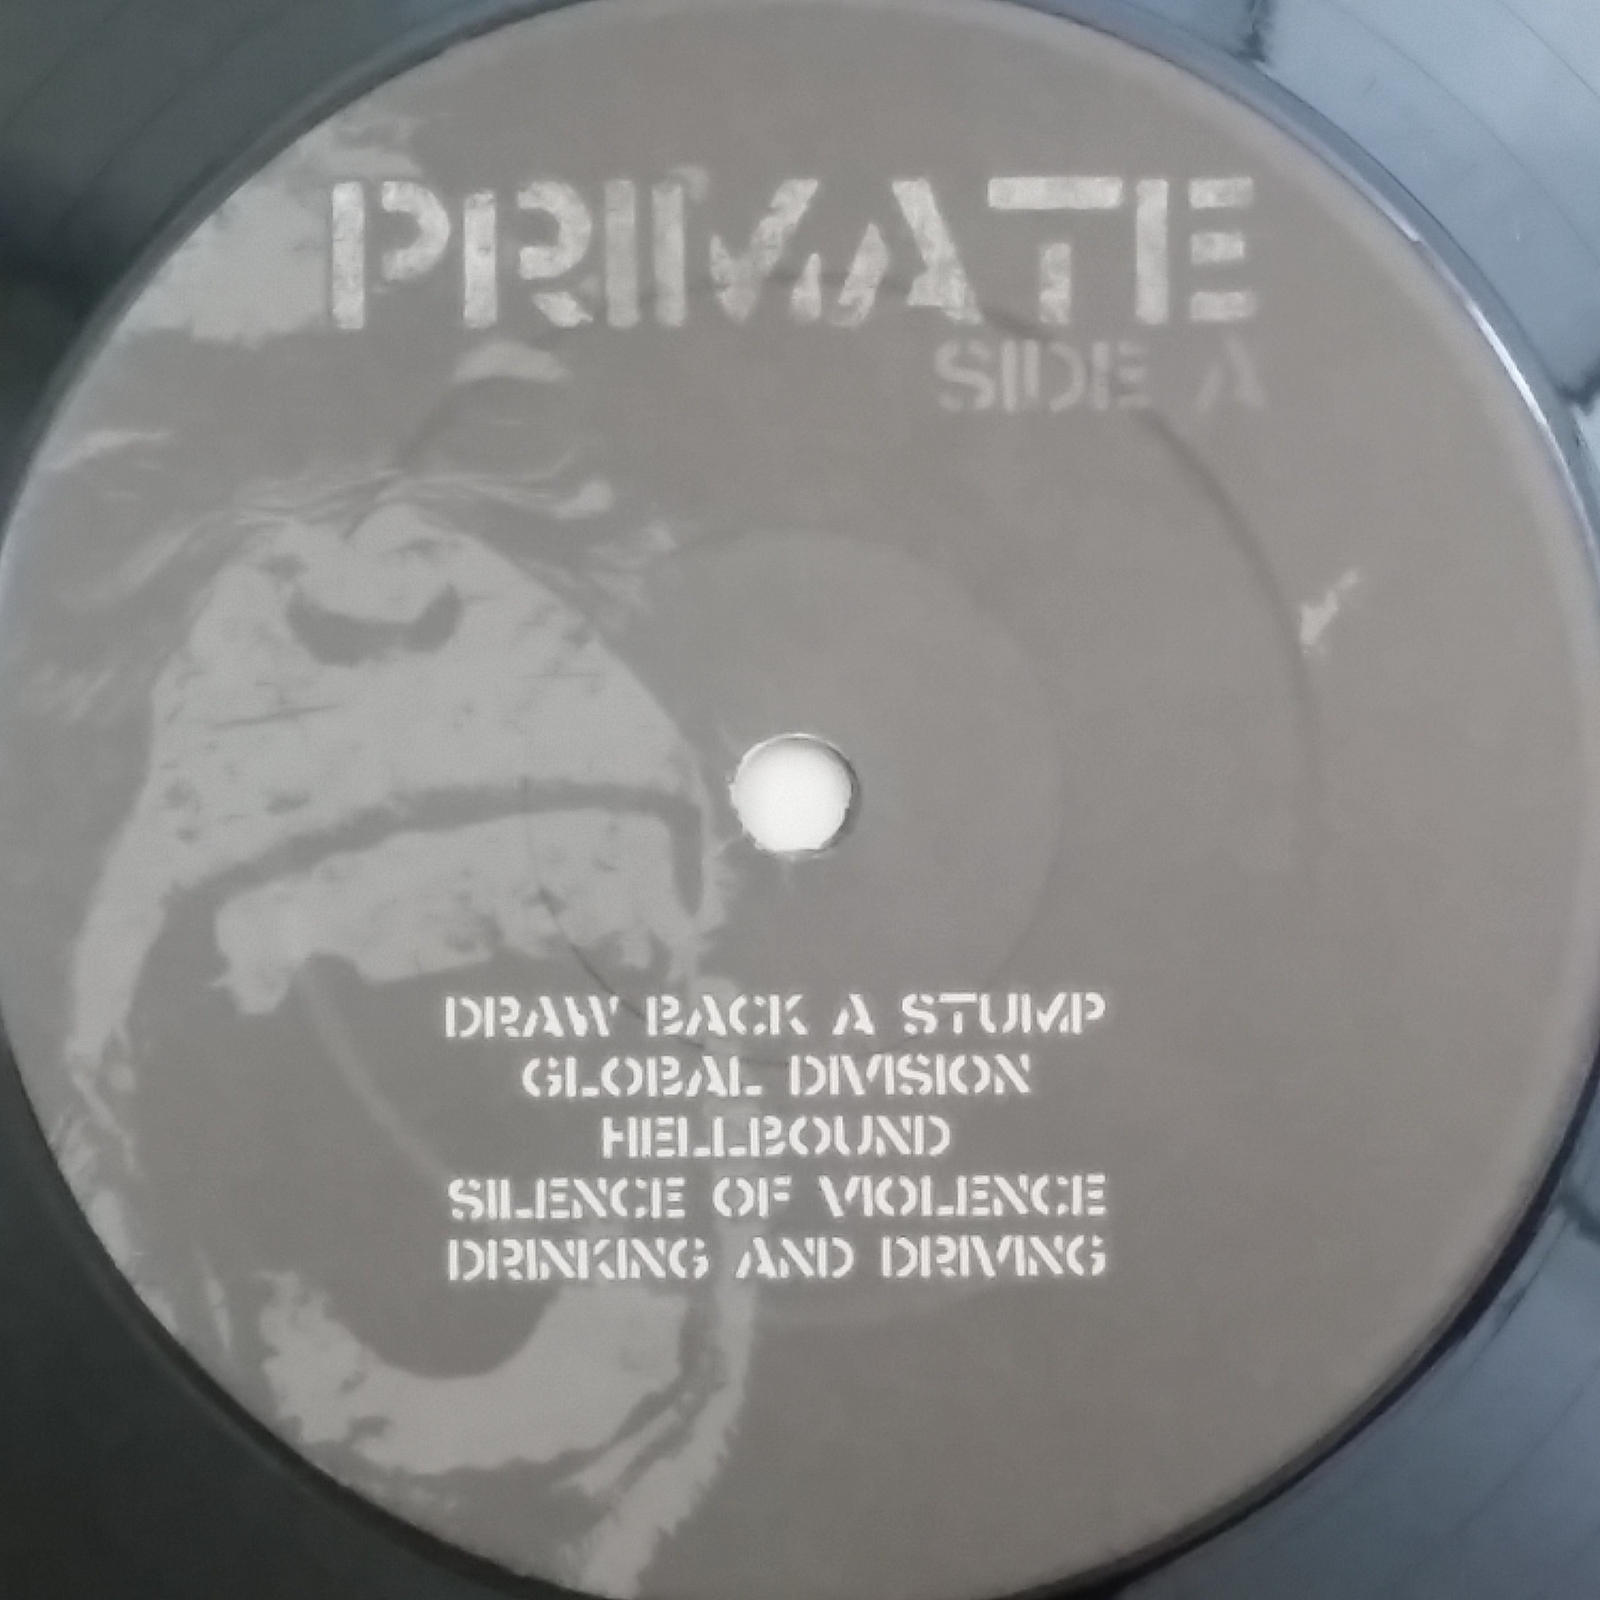 PRIMATE
SIDE A
DRAW BACK A STUMP
GLOBAL DIVISION
HELLBOUND
SILENCE OF VIOLENCE
DRINKING AND DRIVING